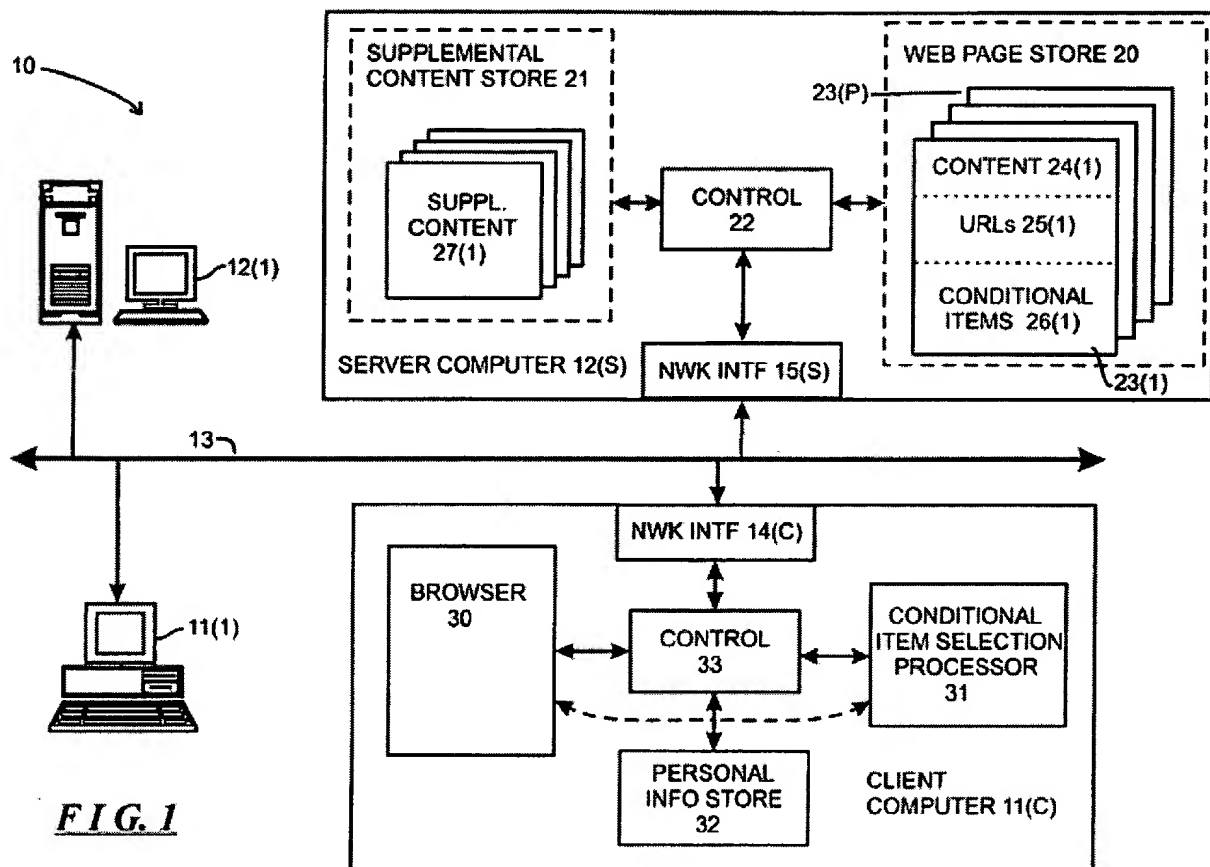 10
12(1)
SUPPLEMENTAL
CONTENT STORE 21
SUPPL.
CONTENT
27(1)
CONTROL
22
WEB PAGE STORE 20
23(P)
CONTENT 24(1)
URLs 25(1)
CONDITIONAL
ITEMS 26(1)
23(1)
SERVER COMPUTER 12(S)
NWK INTF 15(S)
13
11(1)
NWK INTF 14(C)
BROWSER
30
CONTROL
33
CONDITIONAL
ITEM SELECTION
PROCESSOR
31
PERSONAL
INFO STORE
32
CLIENT
COMPUTER 11(C)
FIG. 1